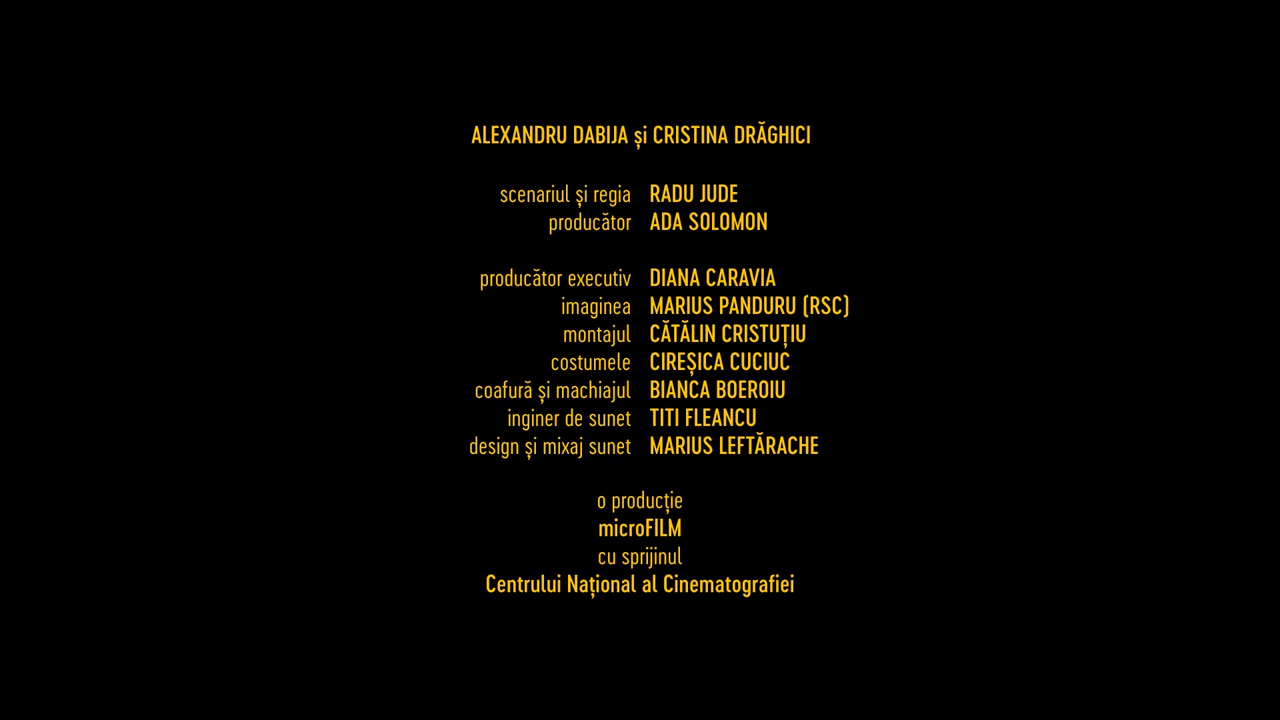 ALEXANDRU DABIJA și CRISTINA DRĂGHICI
scenariul și regia RADU JUDE
producător ADA SOLOMON
producător executiv DIANA CARAVIA
imaginea MARIUS PANDURU (RSC)
montajul CĂTĂLIN CRISTUȚIU
costumele CIREȘICA CUCIUC
coafură și machiajul BIANCA BOEROIU
inginer de sunet TITI FLEANCU
design și mixaj sunet MARIUS LEFTĂRACHE
o producție
microFILM
cu sprijinul
Centrului Național al Cinematografiei